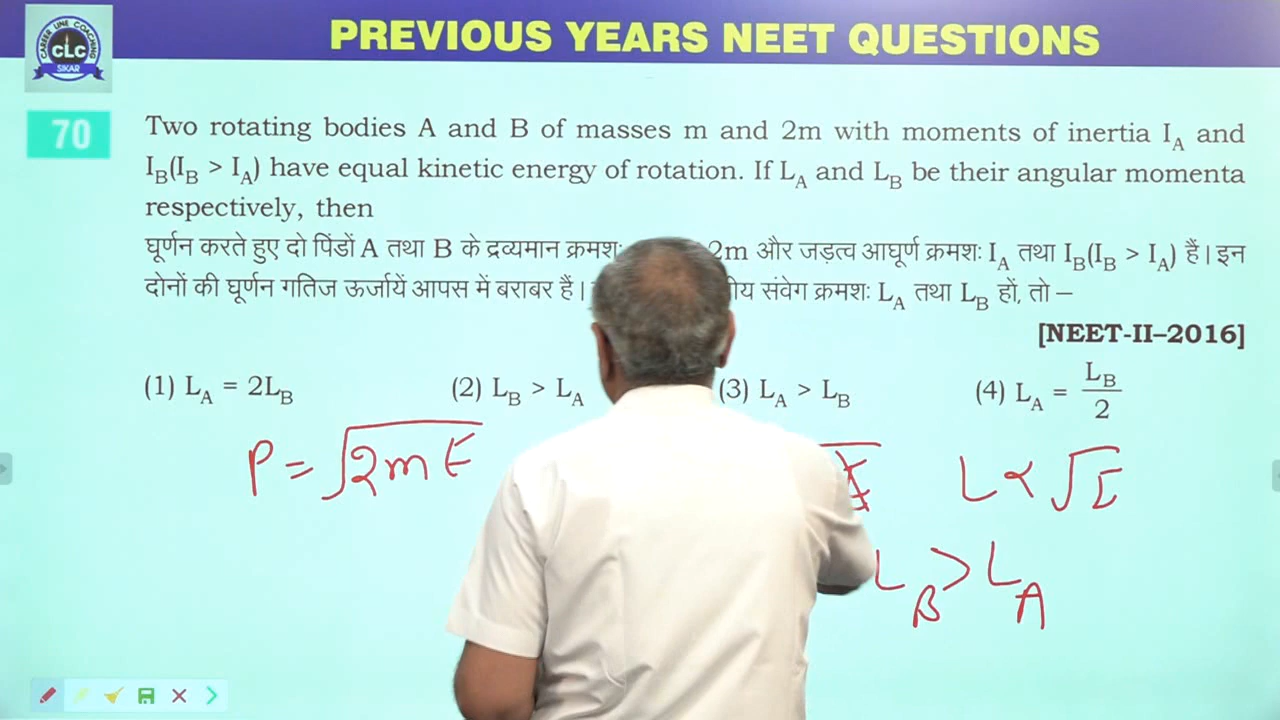 PREVIOUS YEARS NEET QUESTIONS
CAREER LINE COACHING
CLC
SIKAR
70
Two rotating bodies A and B of masses m and 2m with moments of inertia I_A and
I_B(I_B > I_A) have equal kinetic energy of rotation. If L_A and L_B be their angular momenta
respectively, then
घूर्णन करते हुए दो पिंडों A तथा B के द्रव्यमान क्रमशः 2m और जड़त्व आघूर्ण क्रमशः I_A तथा I_B(I_B > I_A) हैं। इन
दोनों की घूर्णन गतिज ऊर्जायें आपस में बराबर हैं। संवेग क्रमशः L_A तथा L_B हों, तो –
[NEET-II–2016]
(1) L_A = 2L_B (2) L_B > L_A (3) L_A > L_B (4) L_A = L_B/2
P = √2mE L ∝ √I
L_B > L_A